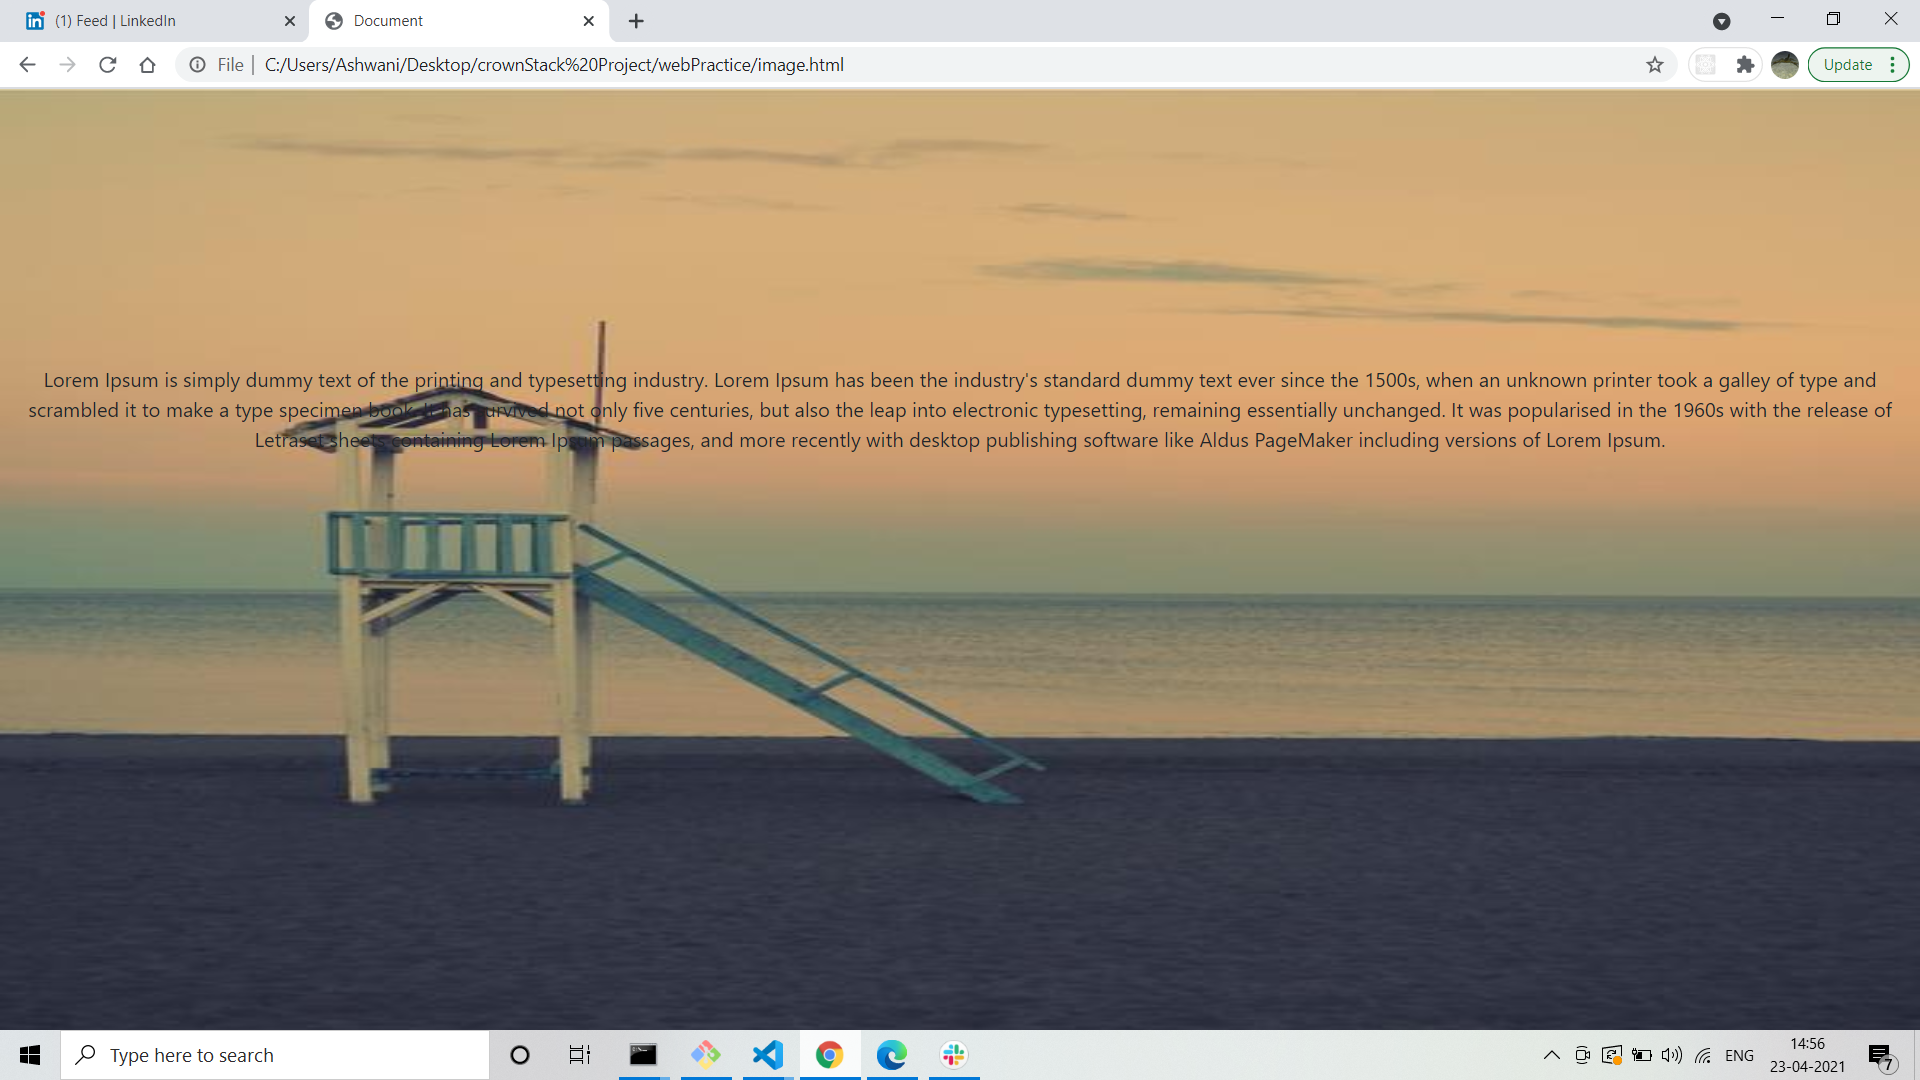 (1) Feed | LinkedIn
Document
File
C:/Users/Ashwani/Desktop/crownStack%20Project/webPractice/image.html
Update
Lorem Ipsum is simply dummy text of the printing and typesetting industry. Lorem Ipsum has been the industry's standard dummy text ever since the 1500s, when an unknown printer took a galley of type and
scrambled it to make a type specimen book. It has survived not only five centuries, but also the leap into electronic typesetting, remaining essentially unchanged. It was popularised in the 1960s with the release of
Letraset sheets containing Lorem Ipsum passages, and more recently with desktop publishing software like Aldus PageMaker including versions of Lorem Ipsum.
Type here to search
ENG
14:56
23-04-2021
7